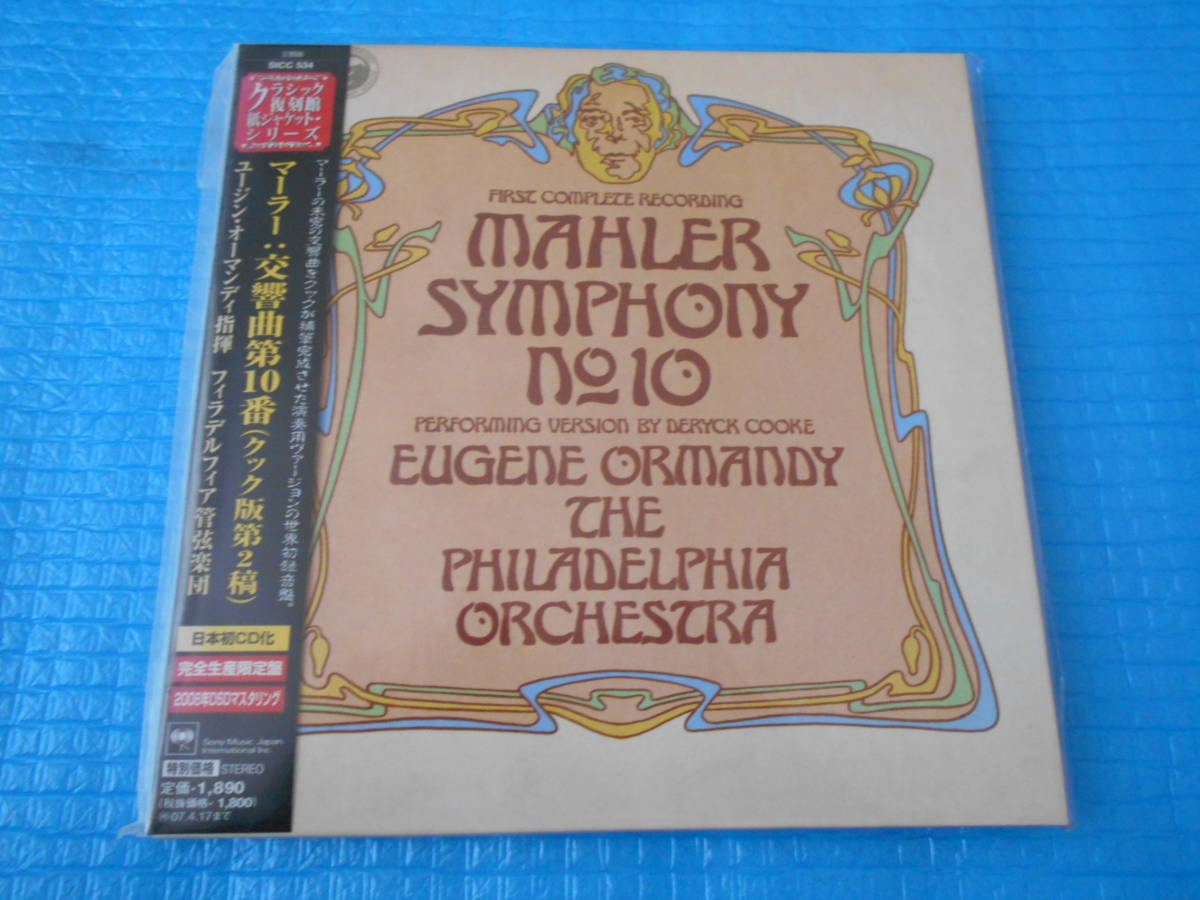 SICC 534
クラシック
復刻館
紙ジャケット・
シリーズ
マーラーの未完の交響曲をクックが補筆完成させた演奏用ヴァージョンの世界初録音盤。
マーラー:交響曲第10番(クック版第2稿)
ユージン・オーマンディ指揮 フィラデルフィア管弦楽団
日本初CD化
完全生産限定盤
2006年DSDマスタリング
Sony Music Japan
International Inc.
特別価格 STEREO
定価-1,890
(税抜価格- 1,800)
07.4.17まで
FIRST COMPLETE RECORDING
MAHLER
SYMPHONY
No 10
PERFORMING VERSION BY DERYCK COOKE
EUGENE ORMANDY
THE
PHILADELPHIA
ORCHESTRA